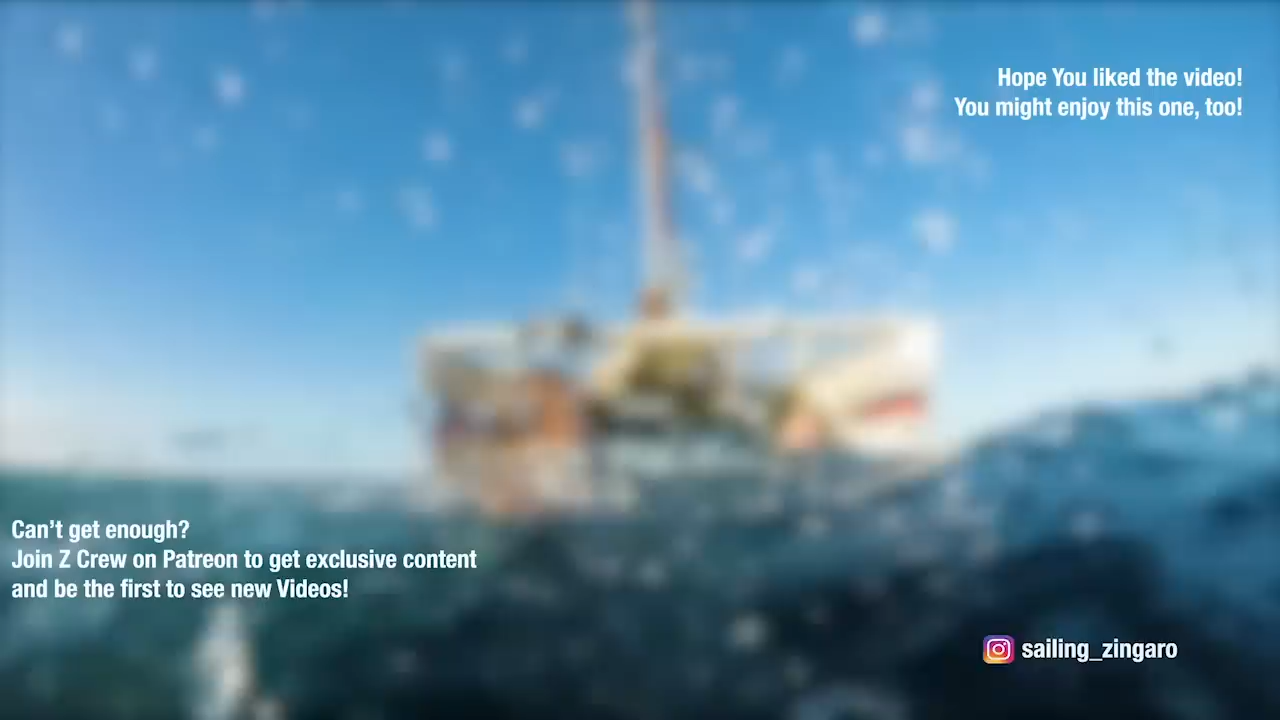 Hope You liked the video!
You might enjoy this one, too!
Can't get enough?
Join Z Crew on Patreon to get exclusive content
and be the first to see new Videos!
sailing_zingaro